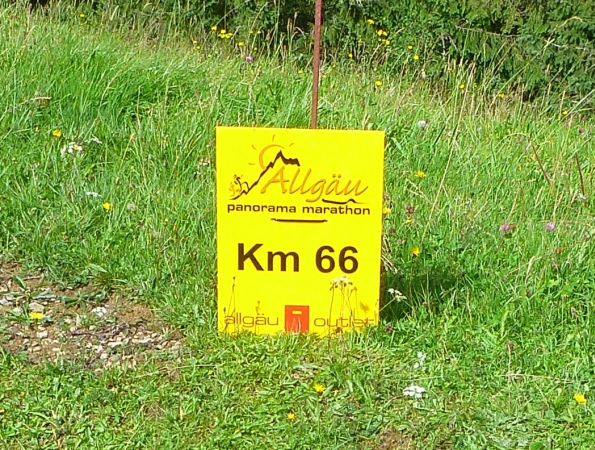 Allgäu
panorama marathon
Km 66
allgäu outlet